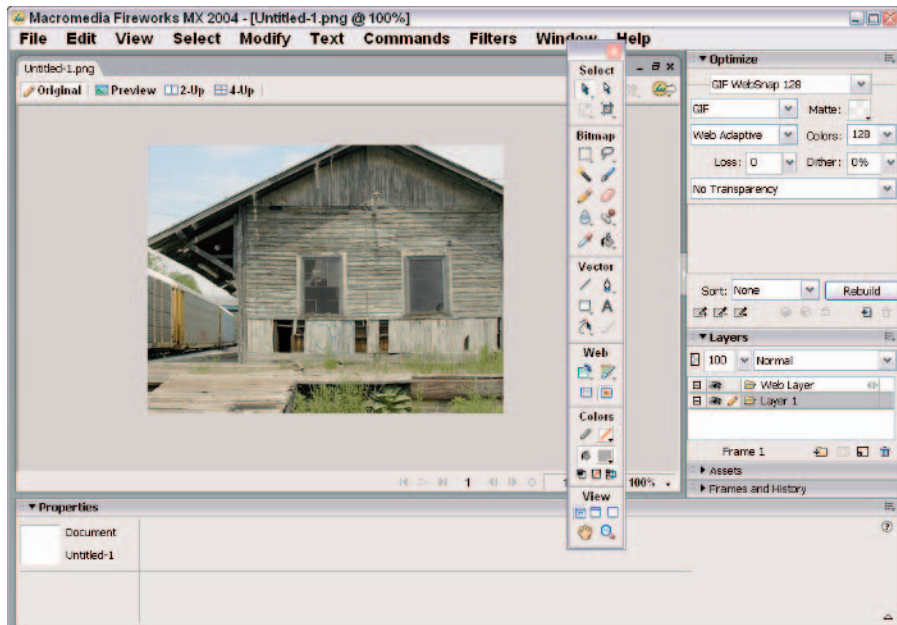 Macromedia Fireworks MX 2004 - [Untitled-1.png @ 100%]
File Edit View Select Modify Text Commands Filters Window Help
Untitled-1.png
Original Preview 2-Up 4-Up
Select
Bitmap
Vector
Web
Colors
View
1
100%
Optimize
GIF WebSnap 128
GIF Matte:
Web Adaptive Colors: 128
Loss: 0 Dither: 0%
No Transparency
Sort: None Rebuild
Layers
100 Normal
Web Layer
Layer 1
Frame 1
Assets
Frames and History
Properties
Document
Untitled-1